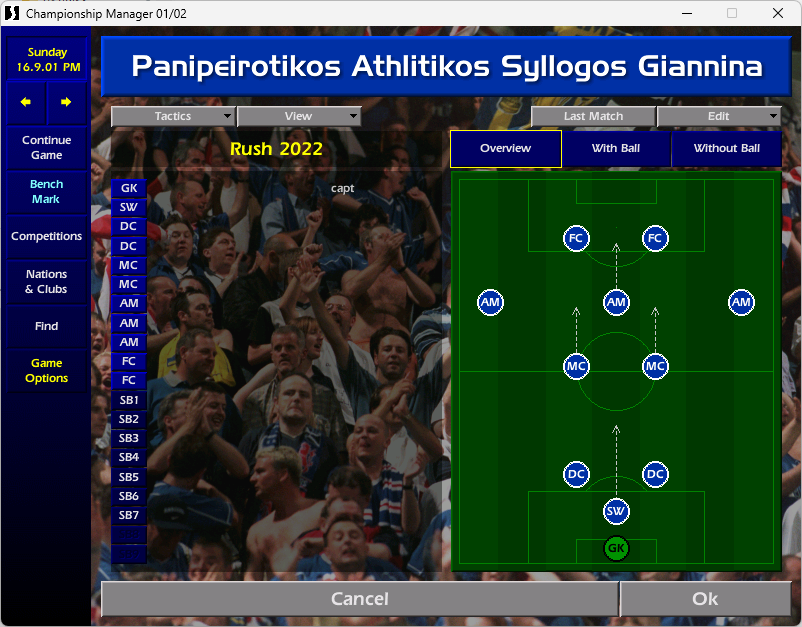 Championship Manager 01/02
Sunday
16.9.01 PM
Continue
Game
Bench
Mark
Competitions
Nations
& Clubs
Find
Game
Options
Panipeirotikos Athlitikos Syllogos Giannina
Tactics
View
Last Match
Edit
Rush 2022
Overview
With Ball
Without Ball
GK capt
SW
DC
DC
MC
MC
AM
AM
AM
FC
FC
SB1
SB2
SB3
SB4
SB5
SB6
SB7
FC FC
AM AM AM
MC MC
DC DC
SW
GK
Cancel
Ok